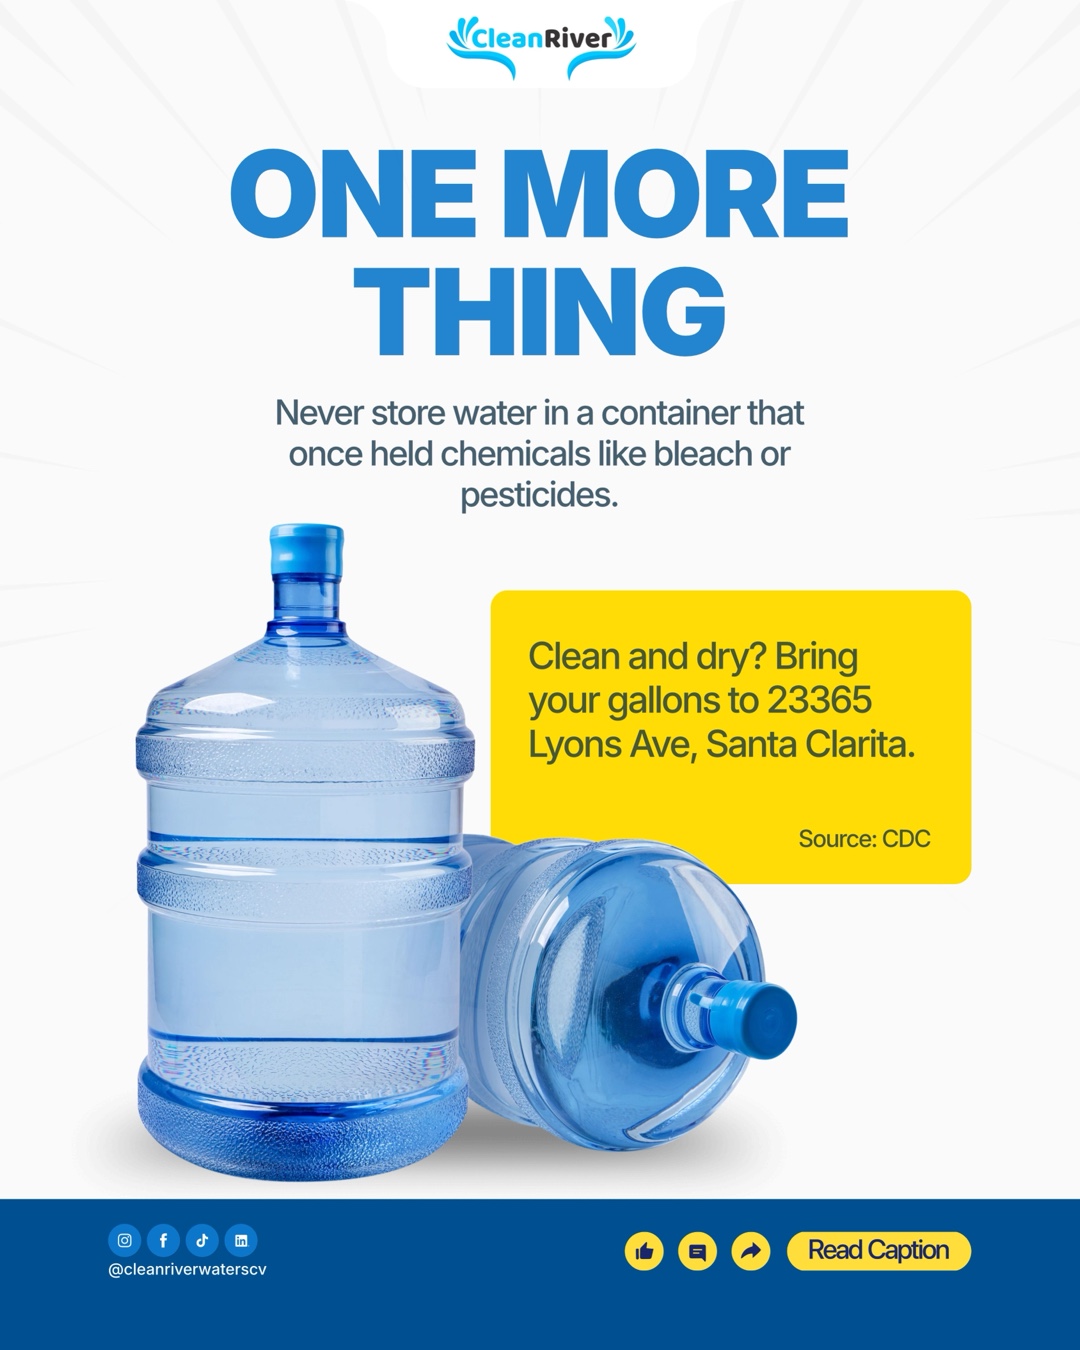 CleanRiver
ONE MORE
THING
Never store water in a container that
once held chemicals like bleach or
pesticides.
Clean and dry? Bring
your gallons to 23365
Lyons Ave, Santa Clarita.
Source: CDC
@cleanriverwaterscv
Read Caption